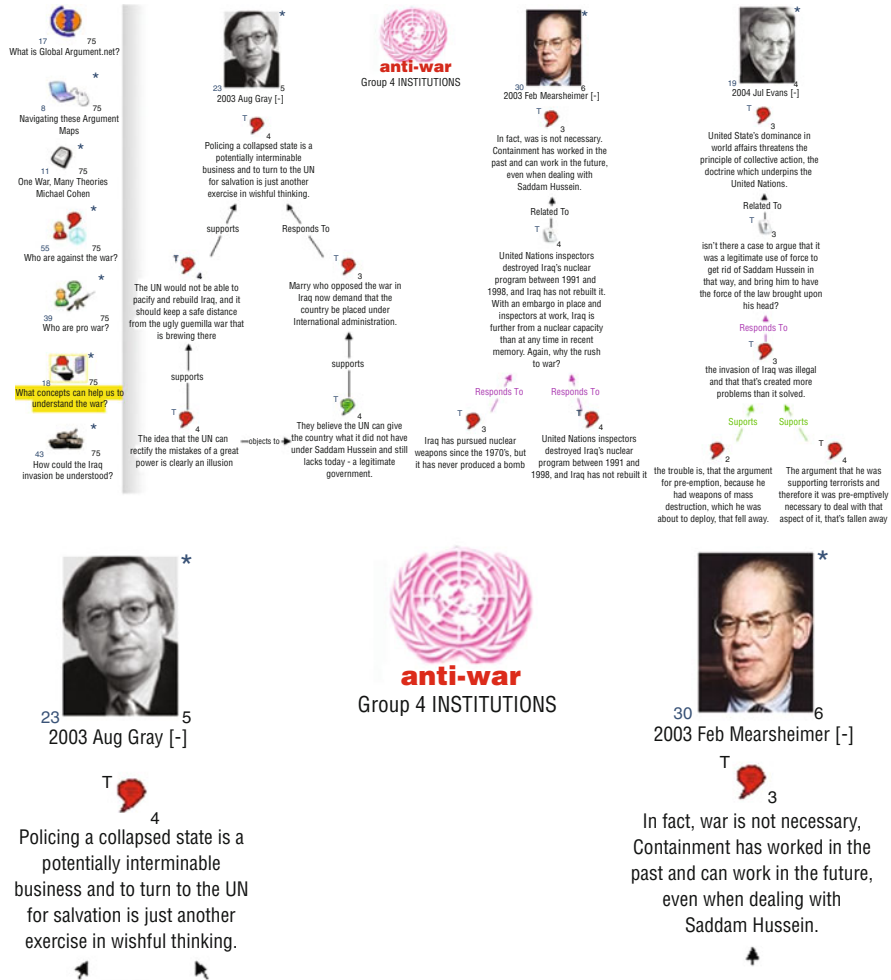 17 75
What is Global Argument.net?
*
8 75
Navigating these Argument
Maps
*
11 75
One War, Many Theories
Michael Cohen
*
55 75
Who are against the war?
*
39 75
Who are pro war?
*
18 75
What concepts can help us to
understand the war?
*
43 75
How could the Iraq
invasion be understood?
*
23 5
2003 Aug Gray [-]
T
4
Policing a collapsed state is a
potentially interminable
business and to turn to the UN
for salvation is just another
exercise in wishful thinking.
supports
Responds To
T
4
The UN would not be able to
pacify and rebuild Iraq, and it
should keep a safe distance
from the ugly guemilla war that
is brewing there
T
3
Marry who opposed the war in
Iraq now demand that the
country be placed under
International administration.
supports
supports
T
4
The idea that the UN can
rectify the mistakes of a great
power is clearly an illusion
objects to
T
4
They believe the UN can give
the country what it did not have
under Saddam Hussein and still
lacks today - a legitimate
government.
anti-war
Group 4 INSTITUTIONS
*
30 6
2003 Feb Mearsheimer [-]
T
3
In fact, was is not necessary.
Containment has worked in the
past and can work in the future,
even when dealing with
Saddam Hussein.
Related To
T
?
4
United Nations inspectors
destroyed Iraq's nuclear
program between 1991 and
1998, and Iraq has not rebuilt it.
With an embargo in place and
inspectors at work, Iraq is
further from a nuclear capacity
than at any time in recent
memory. Again, why the rush
to war?
Responds To
Responds To
T
3
Iraq has pursued nuclear
weapons since the 1970's, but
it has never produced a bomb
T
4
United Nations inspectors
destroyed Iraq's nuclear
program between 1991 and
1998, and Iraq has not rebuilt it
*
19 4
2004 Jul Evans [-]
T
3
United State's dominance in
world affairs threatens the
principle of collective action, the
doctrine which underpins the
United Nations.
Related To
T
?
3
isn't there a case to argue that it
was a legitimate use of force to
get rid of Saddam Hussein in
that way, and bring him to have
the force of the law brought upon
his head?
Responds To
T
3
the invasion of Iraq was illegal
and that that's created more
problems than it solved.
Suports
Suports
2
the trouble is, that the argument
for pre-emption, because he
had weapons of mass
destruction, which he was
about to deploy, that fell away.
T
4
The argument that he was
supporting terrorists and
therefore it was pre-emptively
necessary to deal with that
aspect of it, that's fallen away
*
23 5
2003 Aug Gray [-]
T
4
Policing a collapsed state is a
potentially interminable
business and to turn to the UN
for salvation is just another
exercise in wishful thinking.
anti-war
Group 4 INSTITUTIONS
*
30 6
2003 Feb Mearsheimer [-]
T
3
In fact, war is not necessary,
Containment has worked in the
past and can work in the future,
even when dealing with
Saddam Hussein.